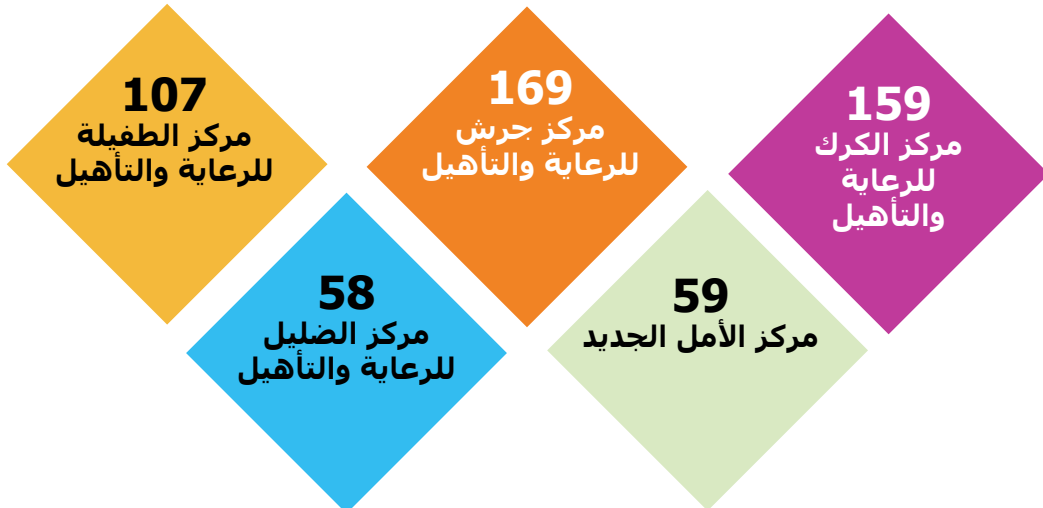 159
مركز الكرك
للرعاية
والتأهيل
169
مركز جرش
للرعاية والتأهيل
107
مركز الطفيلة
للرعاية والتأهيل
59
مركز الأمل الجديد
58
مركز الضليل
للرعاية والتأهيل